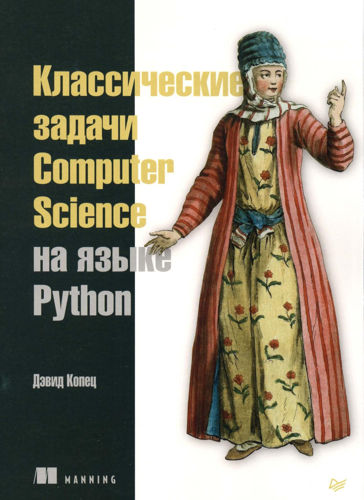 Классические
задачи
Computer
Science
на языке
Python
Дэвид Копец
MANNING